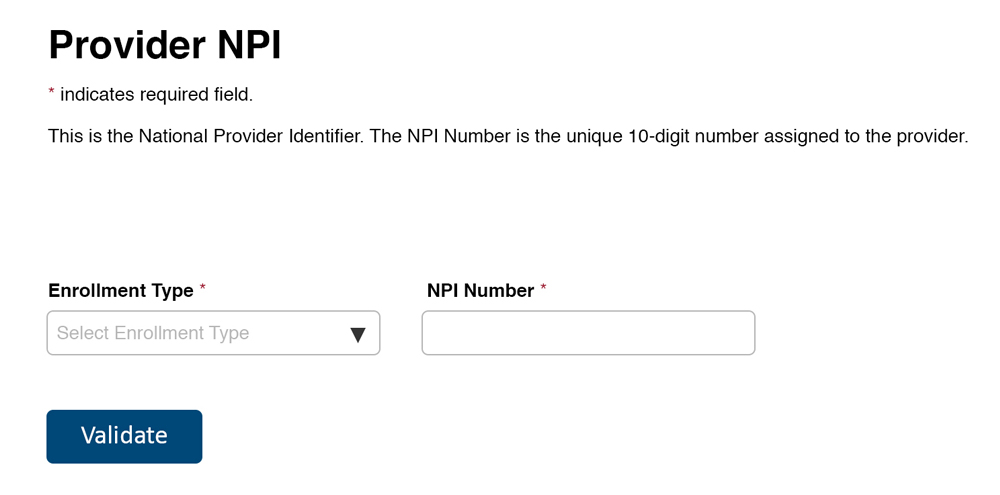 Provider NPI
* indicates required field.
This is the National Provider Identifier. The NPI Number is the unique 10-digit number assigned to the provider.
Enrollment Type * NPI Number *
Select Enrollment Type ▼
Validate